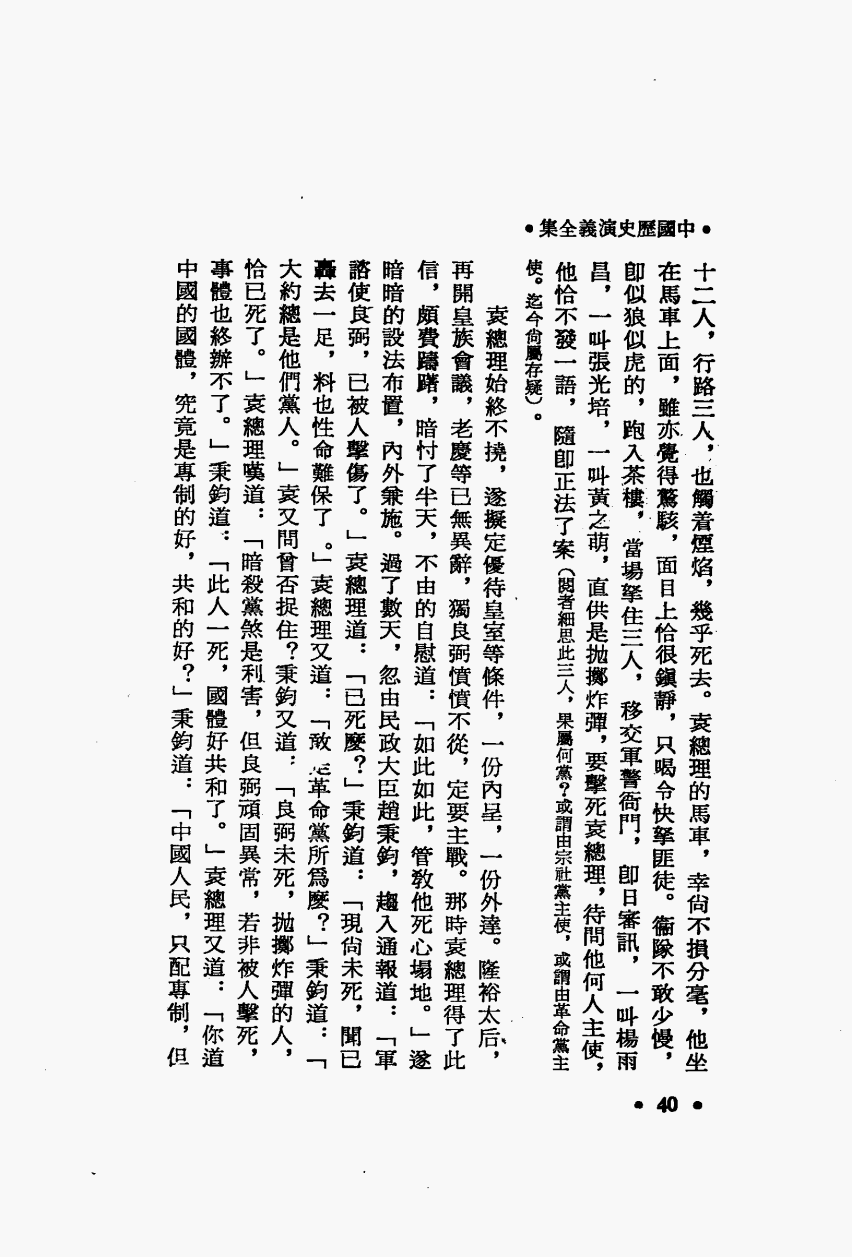 •中國歷史演義全集•
十二人，行路三人，也觸着煙焰，幾乎死去。袁總理的馬車，幸尙不損分毫，他坐
在馬車上面，雖亦覺得驚駭，面目上恰很鎭靜，只喝令快拏匪徒。衞隊不敢少慢，
卽似狼似虎的，跑入茶樓，當場拏住三人，移交軍警衙門，卽日審訊，一叫楊雨
昌，一叫張光培，一叫黃之萌，直供是拋擲炸彈，要擊死袁總理，待問他何人主使，
他恰不發一語，隨卽正法了案（閱者細思此三人，果屬何黨？或謂由宗社黨主使，或謂由革命黨主
使。迄今尙屬存疑）。
袁總理始終不撓，遂擬定優待皇室等條件，一份內呈，一份外達。隆裕太后，
再開皇族會議，老慶等已無異辭，獨良弼憤憤不從，定要主戰。那時袁總理得了此
信，頗費躊躇，暗忖了半天，不由的自慰道：「如此如此，管敎他死心塌地。」遂
暗暗的設法布置，內外兼施。過了數天，忽由民政大臣趙秉鈞，趨入通報道：「軍
諮使良弼，已被人擊傷了。」袁總理道：「已死麼？」秉鈞道：「現尙未死，聞已
轟去一足，料也性命難保了。」袁總理又道：「敢是革命黨所爲麼？」秉鈞道：「
大約總是他們黨人。」袁又問曾否捉住？秉鈞又道：「良弼未死，拋擲炸彈的人，
恰已死了。」袁總理嘆道：「暗殺黨煞是利害，但良弼頑固異常，若非被人擊死，
事體也終辦不了。」秉鈞道：「此人一死，國體好共和了。」袁總理又道：「你道
中國的國體，究竟是專制的好，共和的好？」秉鈞道：「中國人民，只配專制，但
• 40 •